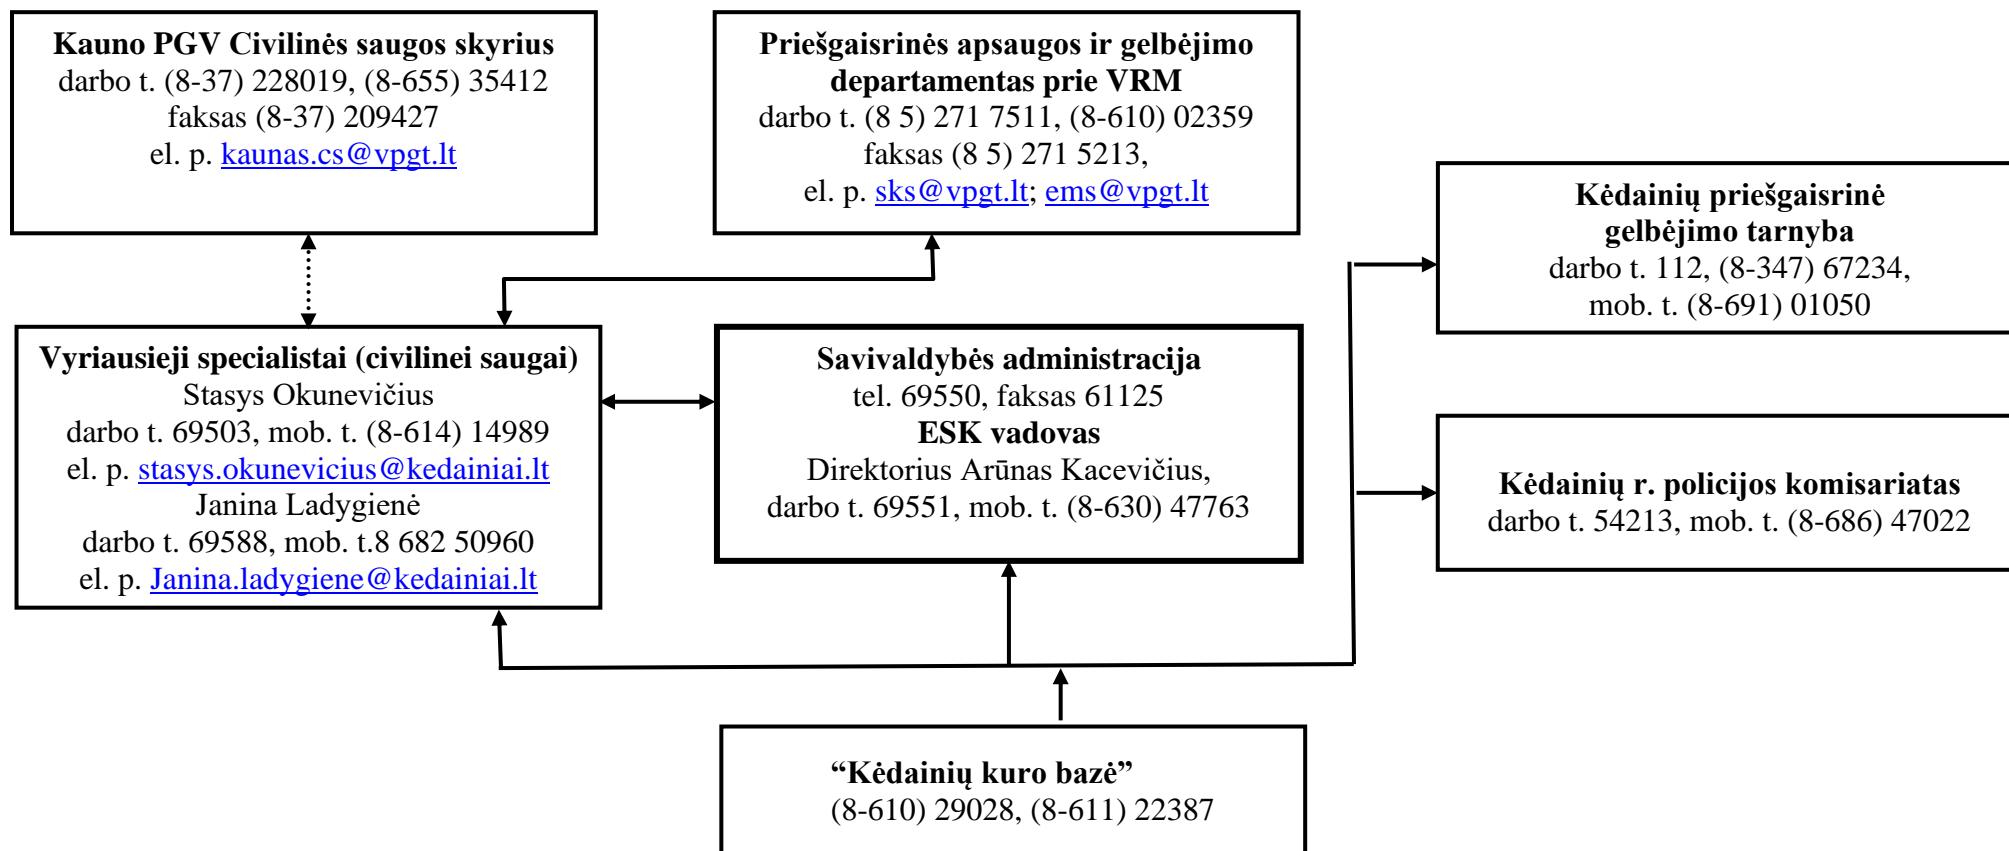 Kauno PGV Civilinės saugos skyrius
darbo t. (8-37) 228019, (8-655) 35412
faksas (8-37) 209427
el. p. kaunas.cs@vpgt.lt
Priešgaisrinės apsaugos ir gelbėjimo
departamentas prie VRM
darbo t. (8 5) 271 7511, (8-610) 02359
faksas (8 5) 271 5213,
el. p. sks@vpgt.lt; ems@vpgt.lt
Kėdainių priešgaisrinė
gelbėjimo tarnyba
darbo t. 112, (8-347) 67234,
mob. t. (8-691) 01050
Vyriausieji specialistai (civilinei saugai)
Stasys Okunevičius
darbo t. 69503, mob. t. (8-614) 14989
el. p. stasys.okunevicius@kedainiai.lt
Janina Ladygienė
darbo t. 69588, mob. t.8 682 50960
el. p. Janina.ladygiene@kedainiai.lt
Savivaldybės administracija
tel. 69550, faksas 61125
ESK vadovas
Direktorius Arūnas Kacevičius,
darbo t. 69551, mob. t. (8-630) 47763
Kėdainių r. policijos komisariatas
darbo t. 54213, mob. t. (8-686) 47022
“Kėdainių kuro bazė”
(8-610) 29028, (8-611) 22387